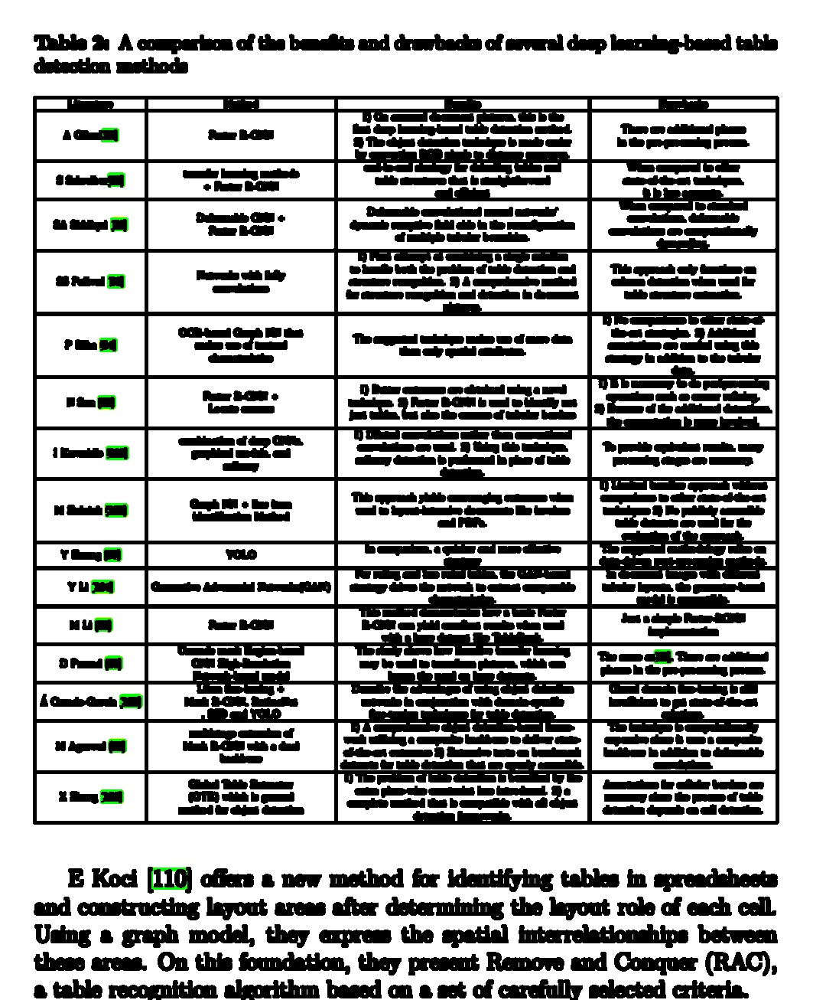 Table 2: A comparison of the benefits and drawbacks of several deep learning-based table
detection methods
Literature Method Benefits Drawbacks
1) On scanned document pictures, this is the
first deep learning-based table detection method.
2) The object detection technique is made easier
by converting RGB pixels to distance measures.
A Gilani
Faster R-CNN
There are additional phases
in the pre-processing process.
S Schreiber
transfer learning methods
+ Faster R-CNN
end-to-end strategy for detecting tables and
table structures that is straightforward
and efficient
When compared to other
state-of-the-art techniques,
it is less accurate.
SA Siddiqui
Deformable CNN +
Faster R-CNN
Deformable convolutional neural networks'
dynamic receptive field aids in the reconfiguration
of multiple tabular boundaries.
When compared to standard
convolutions, deformable
convolutions are computationally
demanding.
SS Paliwal
Networks with fully
convolutions
1) First attempt at combining a single solution
to handle both the problem of table detection and
structure recognition. 2) A comprehensive method
for structure recognition and detection in document
pictures.
This approach only functions on
column detection when used for
table structure extraction.
P Riba
OCR-based Graph NN that
makes use of textual
characteristics
The suggested technique makes use of more data
than only spatial attributes.
1) No comparisons to other state-of-
the-art strategies. 2) Additional
annotations are needed using this
strategy in addition to the tabular
data.
N Sun
Faster R-CNN +
Locate corners
1) Better outcomes are obtained using a novel
technique. 2) Faster R-CNN is used to identify not
just tables, but also the corners of tabular borders
1) It is necessary to do postprocessing
operations such as corner refining.
2) Because of the additional detections,
the computation is more involved.
I Kavasidis
combination of deep CNNs,
graphical models, and
saliency
1) Dilated convolutions rather than conventional
convolutions are used. 2) Using this technique,
saliency detection is performed in place of table
detection.
To provide equivalent results, many
processing stages are necessary.
M Holeček
Graph NN + line item
identification Method
This approach yields encouraging outcomes when
used to layout-intensive documents like invoices
and PDFs.
1) Limited baseline approach without
comparisons to other state-of-the-art
techniques 2) No publicly accessible
table datasets are used for the
evaluation of the approach.
Y Huang
YOLO
In comparison, a quicker and more effective
strategy
The suggested methodology relies on
data-driven post-processing methods.
Y Li
Generative Adversarial Networks(GAN)
For ruling and less ruled tables, the GAN-based
strategy drives the network to extract comparable
characteristics.
In document images with different
tabular layouts, the generator-based
model is susceptible.
M Li
Faster R-CNN
This method demonstrates how a basic Faster
R-CNN can yield excellent results when used
with a large dataset like TableBank.
Just a simple Faster-RCNN
implementation
D Prasad
Cascade mask Region-based
CNN High-Resolution
Network-based model
The study shows how iterative transfer learning
may be used to transform pictures, which can
lessen the need on large datasets.
The same as There are additional
phases in the pre-processing process.
Á Casado-García
fine-tuning +
Mask R-CNN, RetinaNet
, SSD and YOLO
Describe the advantages of using object detection
networks in conjunction with domain-specific
fine-tuning techniques for table detection.
Closed domain fine-tuning is still
insufficient to get state-of-the-art
solutions.
M Agarwal
multistage extension of
Mask R-CNN with a dual
backbone
1) A comprehensive object detection-based frame-
work utilising a composite backbone to deliver state-
of-the-art outcomes 2) Extensive tests on benchmark
datasets for table detection that are openly accessible.
The technique is computationally
expensive since it uses a composite
backbone in addition to deformable
convolutions.
X Zheng
Global Table Extractor
(GTE) which is general
method for object detection
1) The problem of table detection is benefited by the
extra piece-wise constraint loss introduced. 2) a
complete method that is compatible with all object
detection frameworks.
Annotations for cellular borders are
necessary since the process of table
detection depends on cell detection.
E Koci [110] offers a new method for identifying tables in spreadsheets
and constructing layout areas after determining the layout role of each cell.
Using a graph model, they express the spatial interrelationships between
these areas. On this foundation, they present Remove and Conquer (RAC),
a table recognition algorithm based on a set of carefully selected criteria.